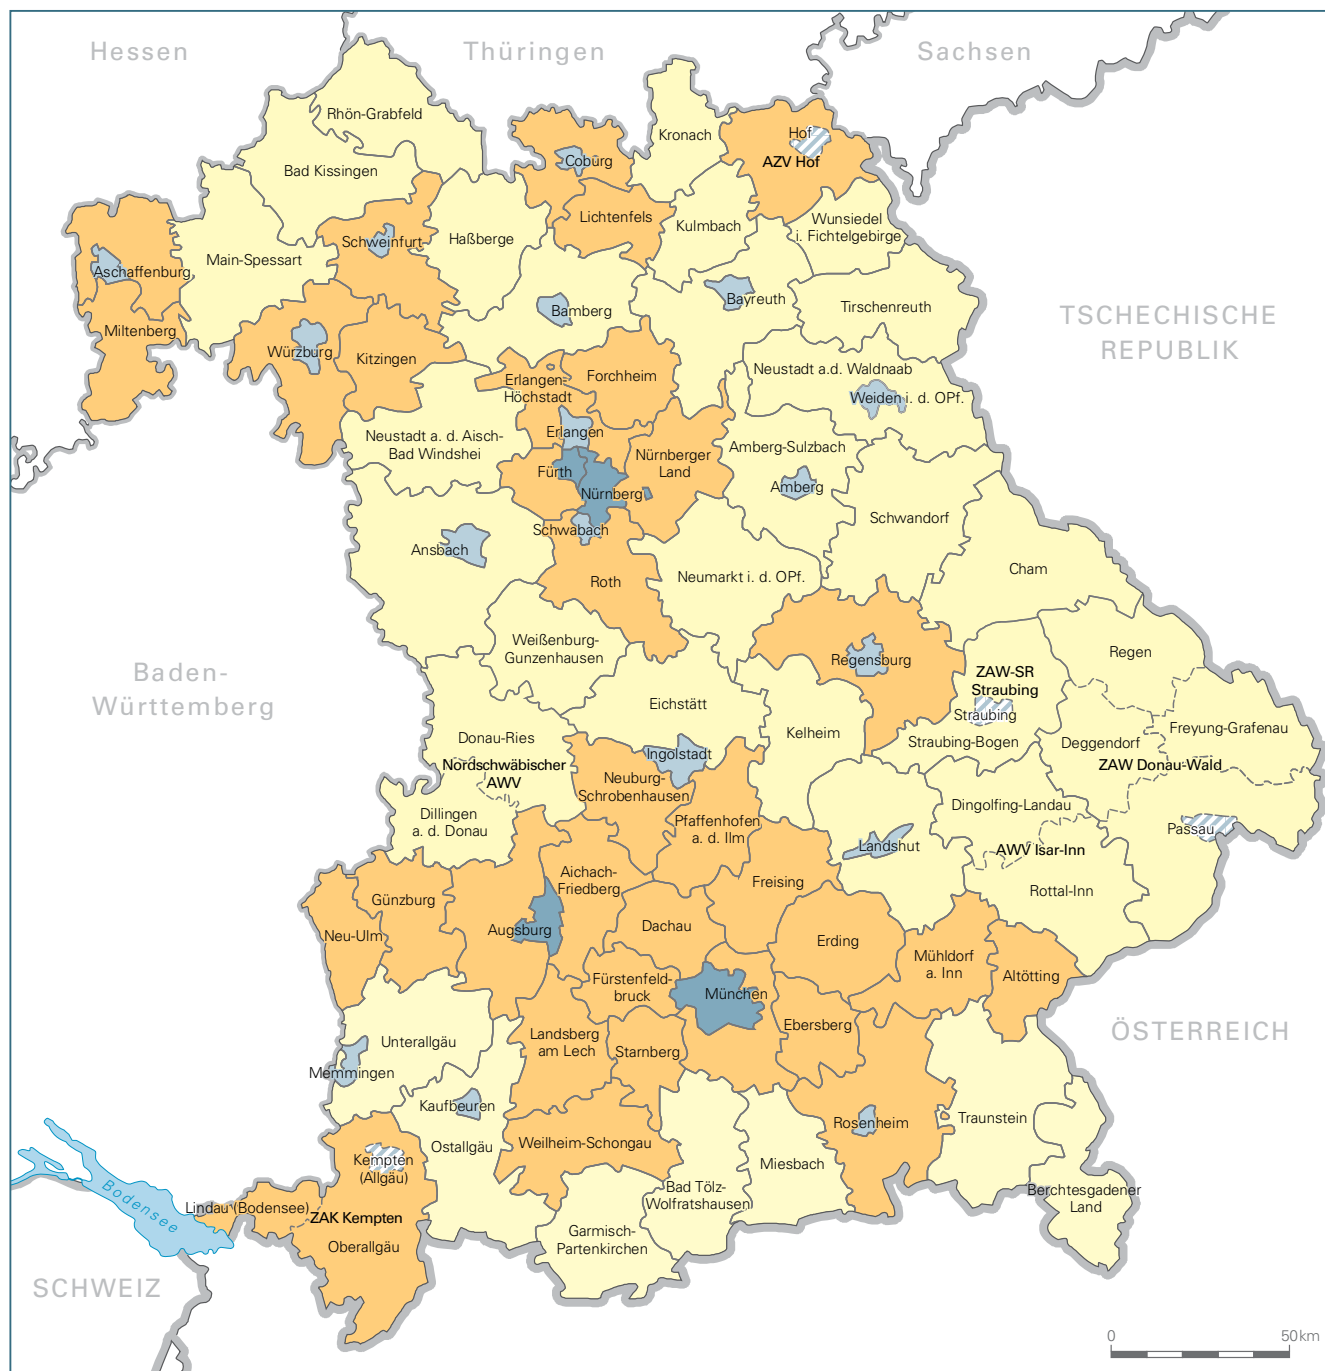 Hessen
Thüringen
Sachsen
Rhön-Grabfeld
Kronach
Hof
AZV Hof
Coburg
Bad Kissingen
Lichtenfels
Kulmbach
Wunsiedel
i. Fichtelgebirge
Schweinfurt
Haßberge
Main-Spessart
Aschaffenburg
Bayreuth
Tirschenreuth
Bamberg
TSCHECHISCHE
REPUBLIK
Miltenberg
Würzburg
Kitzingen
Neustadt a.d. Waldnaab
Forchheim
Erlangen-
Höchstadt
Weiden i. d. OPf.
Erlangen
Neustadt a. d. Aisch-
Bad Windshei
Amberg-Sulzbach
Nürnberger
Land
Fürth
Amberg
Nürnberg
Schwandorf
Schwabach
Ansbach
Cham
Neumarkt i. d. OPf.
Roth
Weißenburg-
Gunzenhausen
Regensburg
Regen
ZAW-SR
Straubing
Baden-
Württemberg
Eichstätt
Straubing
Freyung-Grafenau
Kelheim
Donau-Ries
Straubing-Bogen
Deggendorf
Ingolstadt
Nordschwäbischer
AWV
ZAW Donau-Wald
Neuburg-
Schrobenhausen
Dingolfing-Landau
Dillingen
a. d. Donau
Pfaffenhofen
a. d. Ilm
Passau
Landshut
AWV Isar-Inn
Aichach-
Friedberg
Freising
Rottal-Inn
Günzburg
Dachau
Augsburg
Neu-Ulm
Erding
Mühldorf
a. Inn
Altötting
Fürstenfeld-
bruck
München
Ebersberg
ÖSTERREICH
Landsberg
am Lech
Unterallgäu
Starnberg
Memmingen
Kaufbeuren
Traunstein
Rosenheim
Ostallgäu
Weilheim-Schongau
Kempten
(Allgäu)
Miesbach
Bad Tölz-
Wolfratshausen
Berchtesgadener
Land
Bodensee
Lindau (Bodensee)
ZAK Kempten
Garmisch-
Partenkirchen
Oberallgäu
SCHWEIZ
0 50km